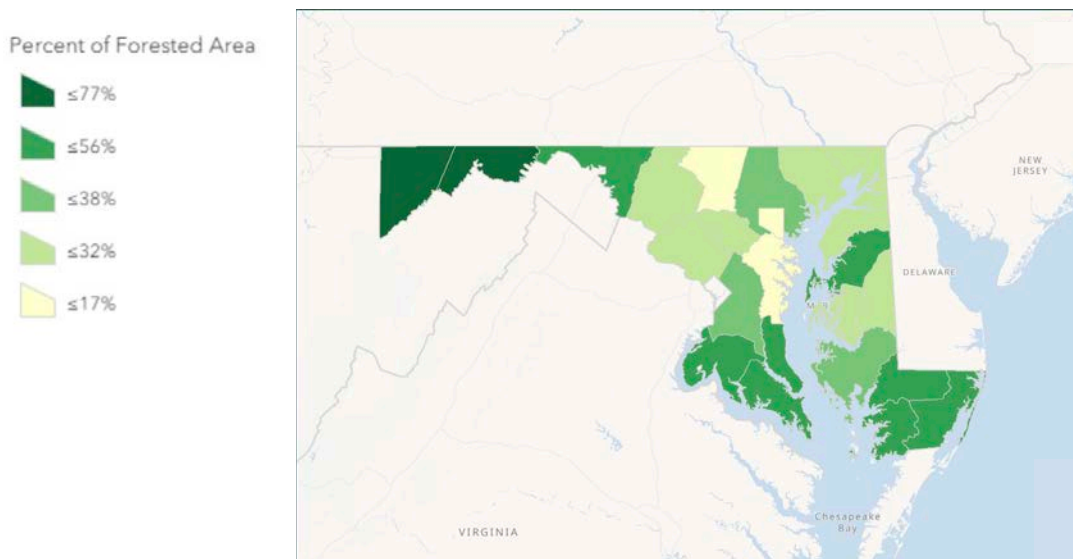 Percent of Forested Area
≤77%
≤56%
≤38%
≤32%
≤17%
NEW
JERSEY
DELAWARE
VIRGINIA
Chesapeake
Bay